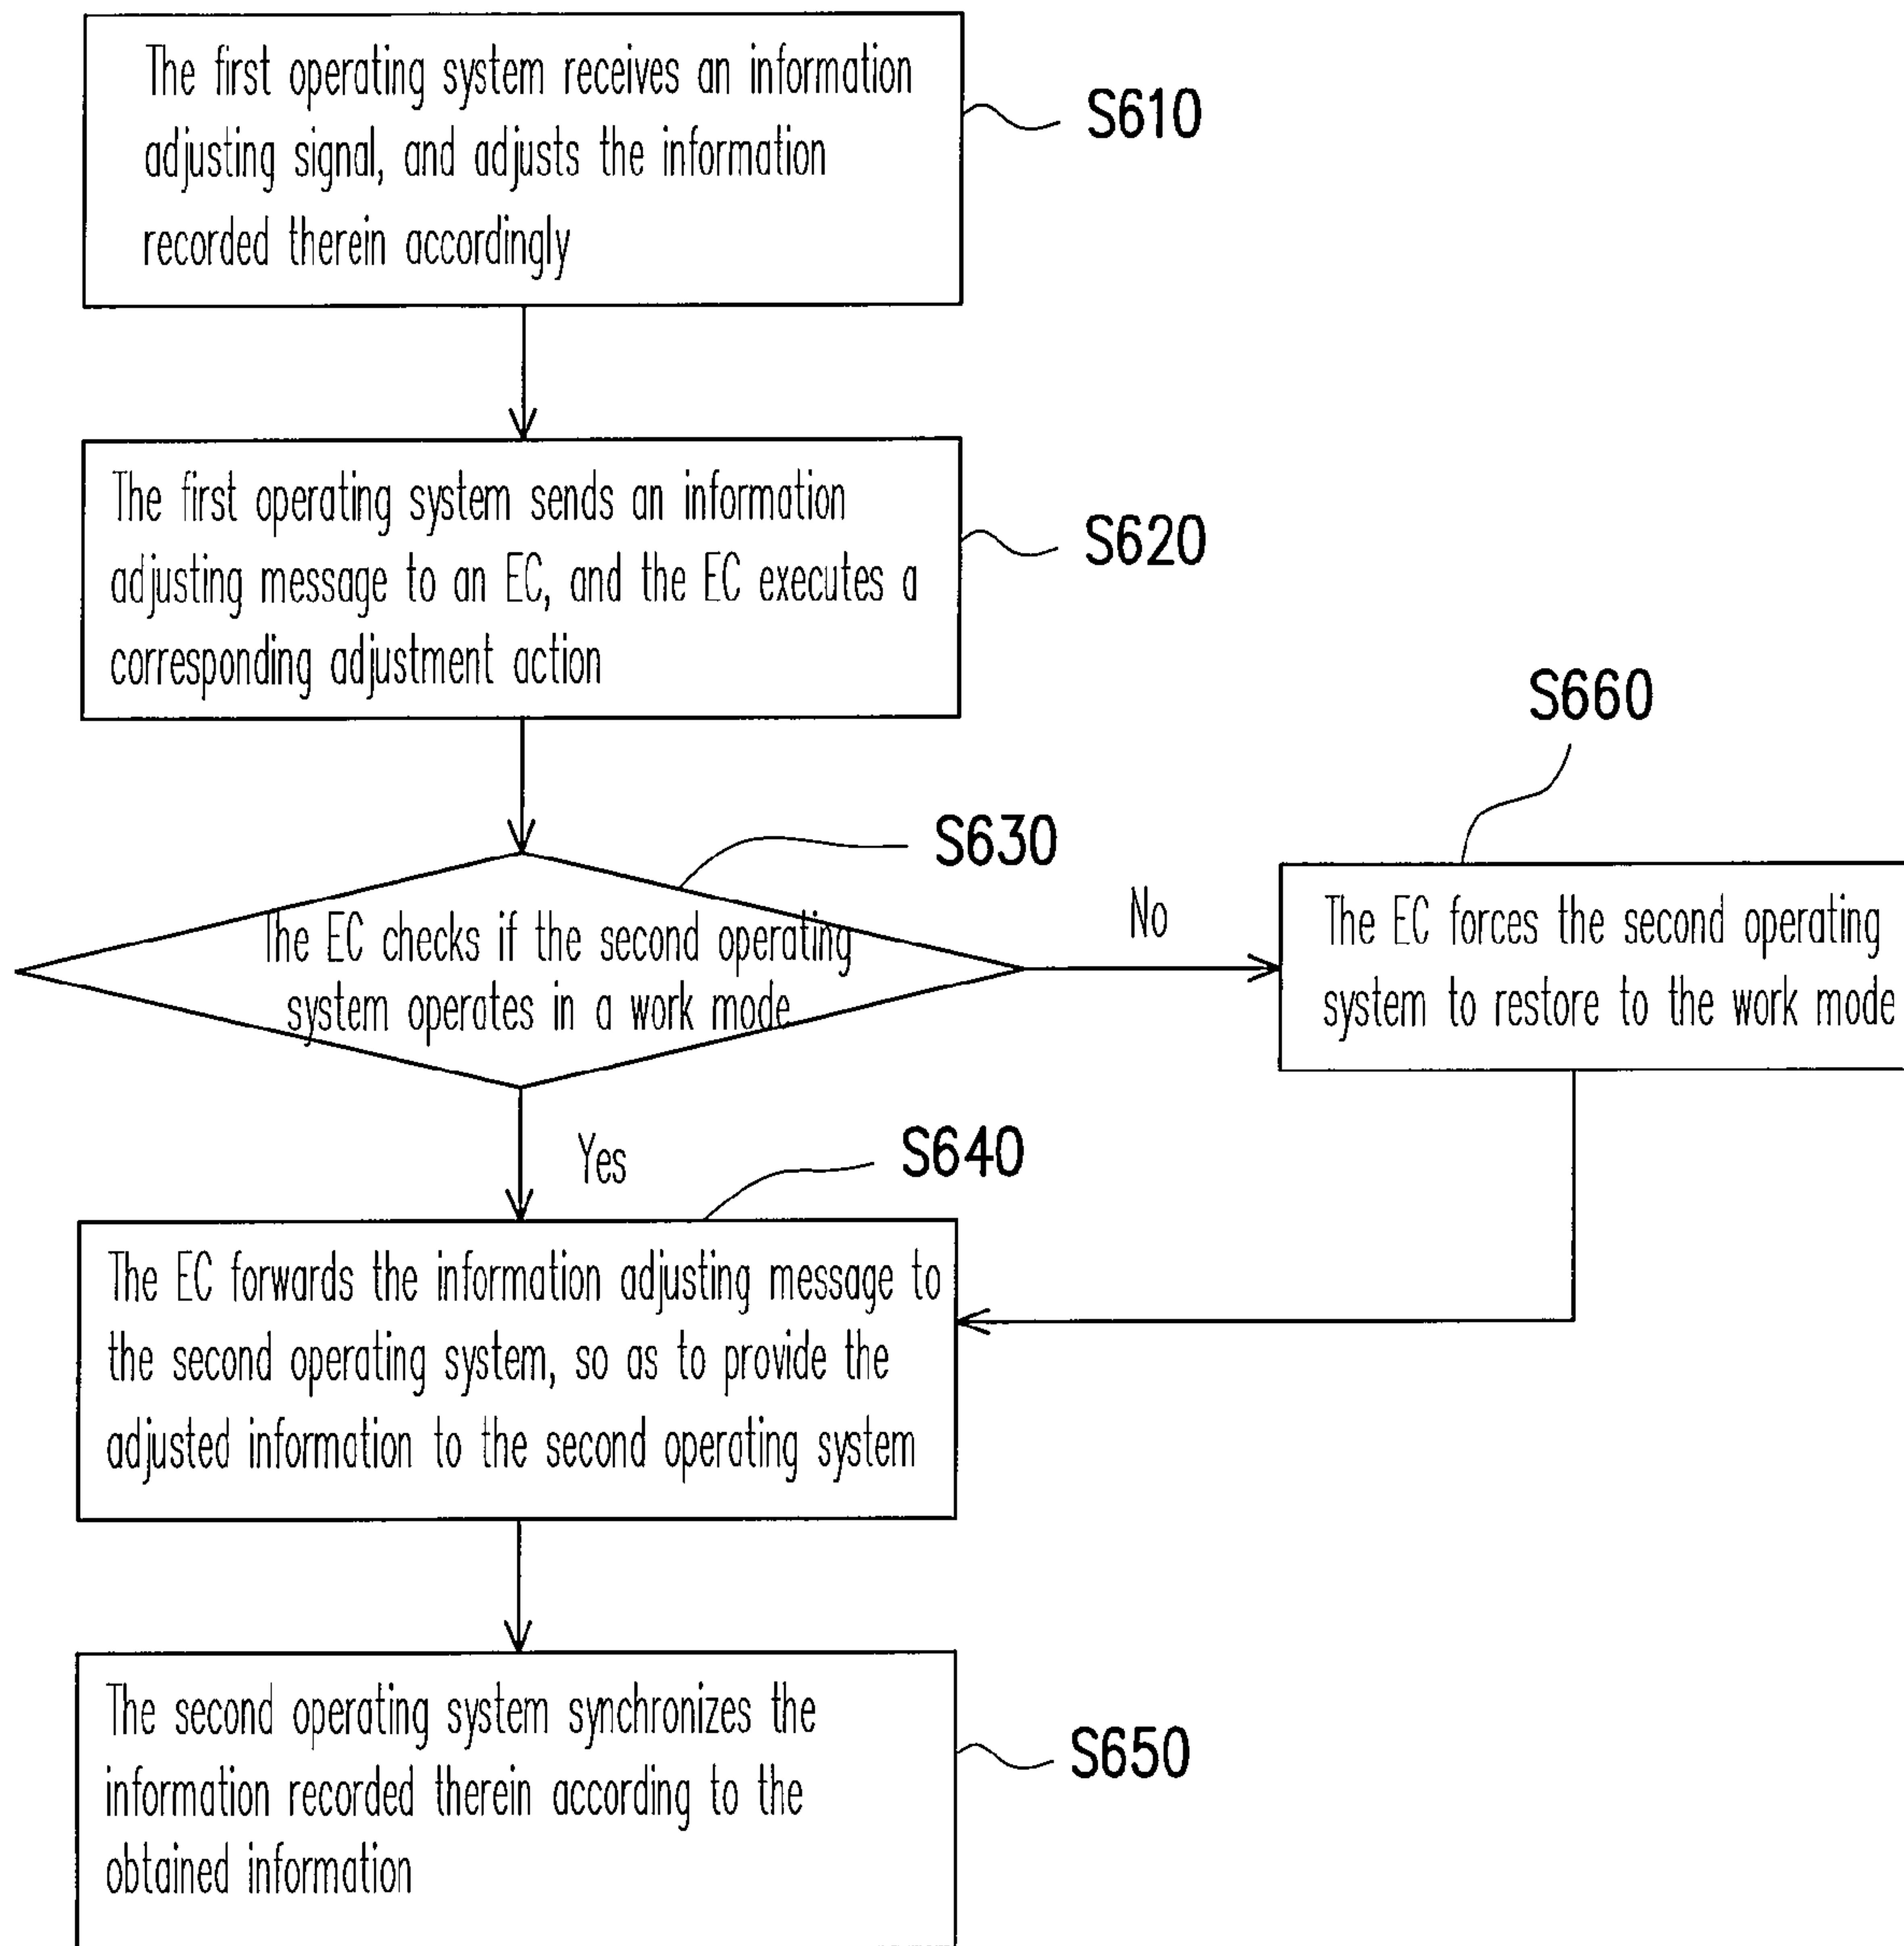 The first operating system receives an information
adjusting signal, and adjusts the information
recorded therein accordingly
S610
The first operating system sends an information
adjusting message to an EC, and the EC executes a
corresponding adjustment action
S620
S630
The EC checks if the second operating
system operates in a work mode
No
S660
The EC forces the second operating
system to restore to the work mode
Yes
S640
The EC forwards the information adjusting message to
the second operating system, so as to provide the
adjusted information to the second operating system
The second operating system synchronizes the
information recorded therein according to the
obtained information
S650